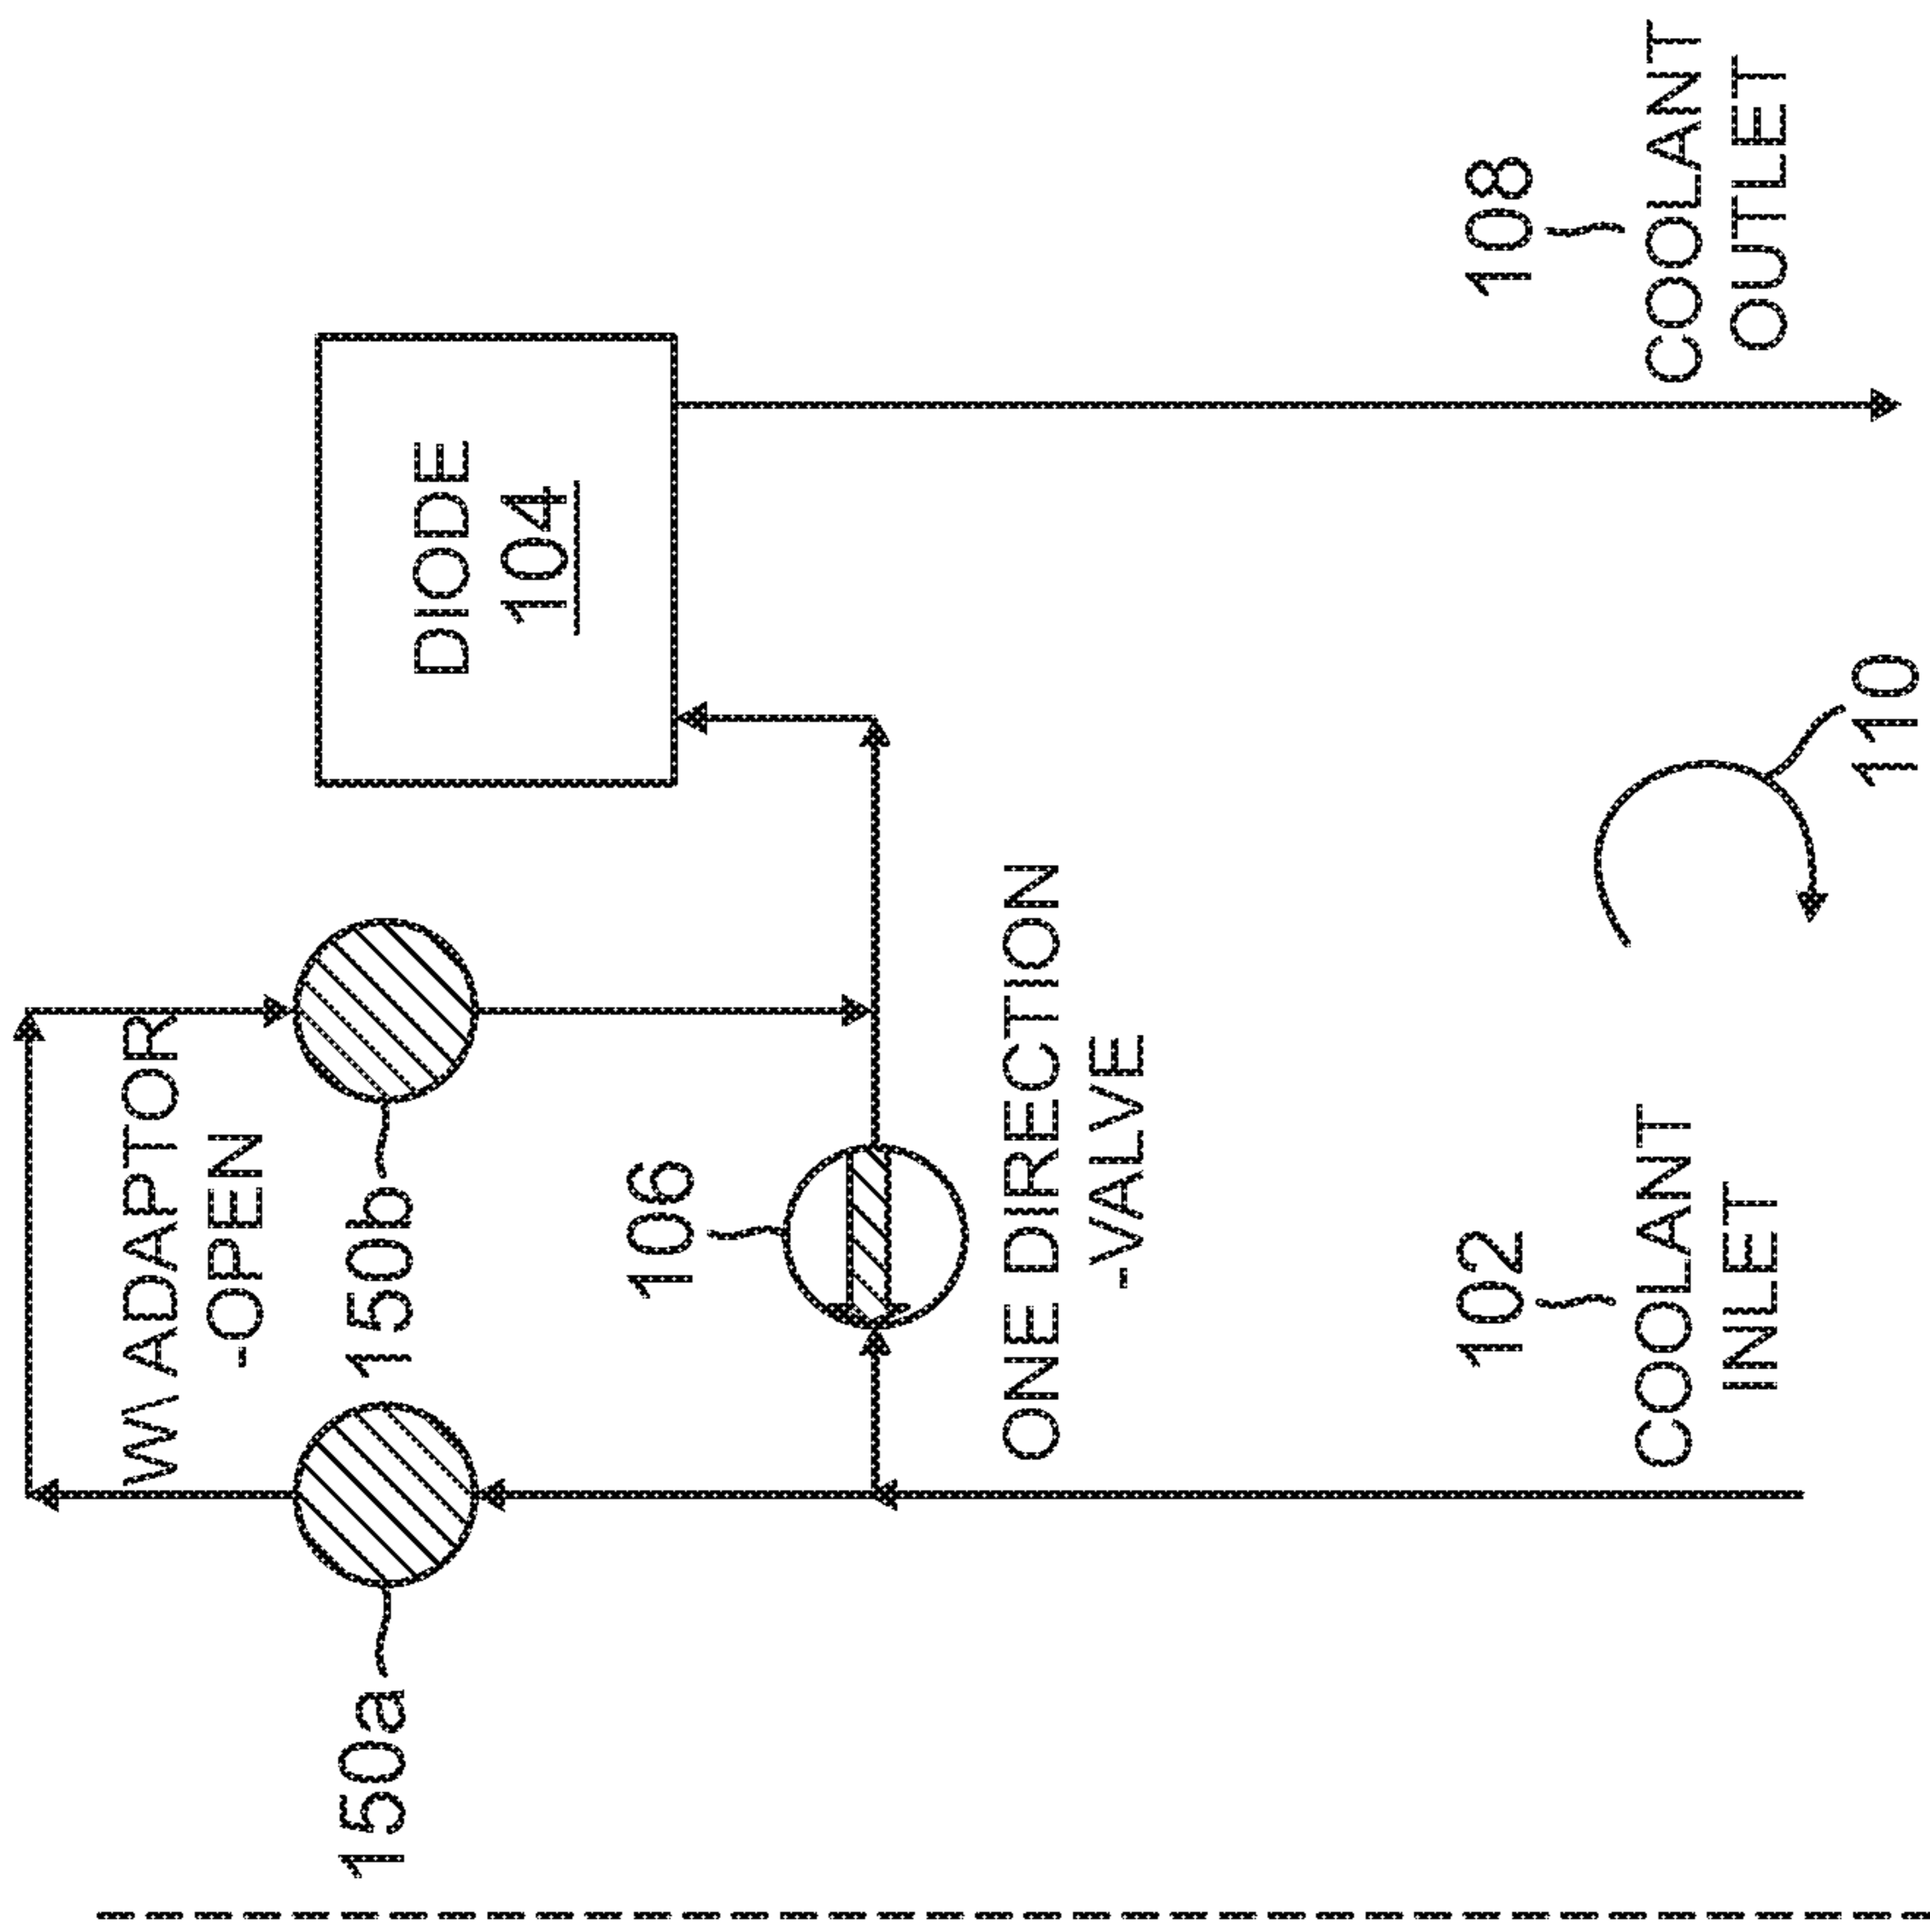 150a
W/ ADAPTOR
-OPEN
150b
106
ONE DIRECTION
-VALVE
DIODE
104
102
COOLANT
INLET
110
108
COOLANT
OUTLET